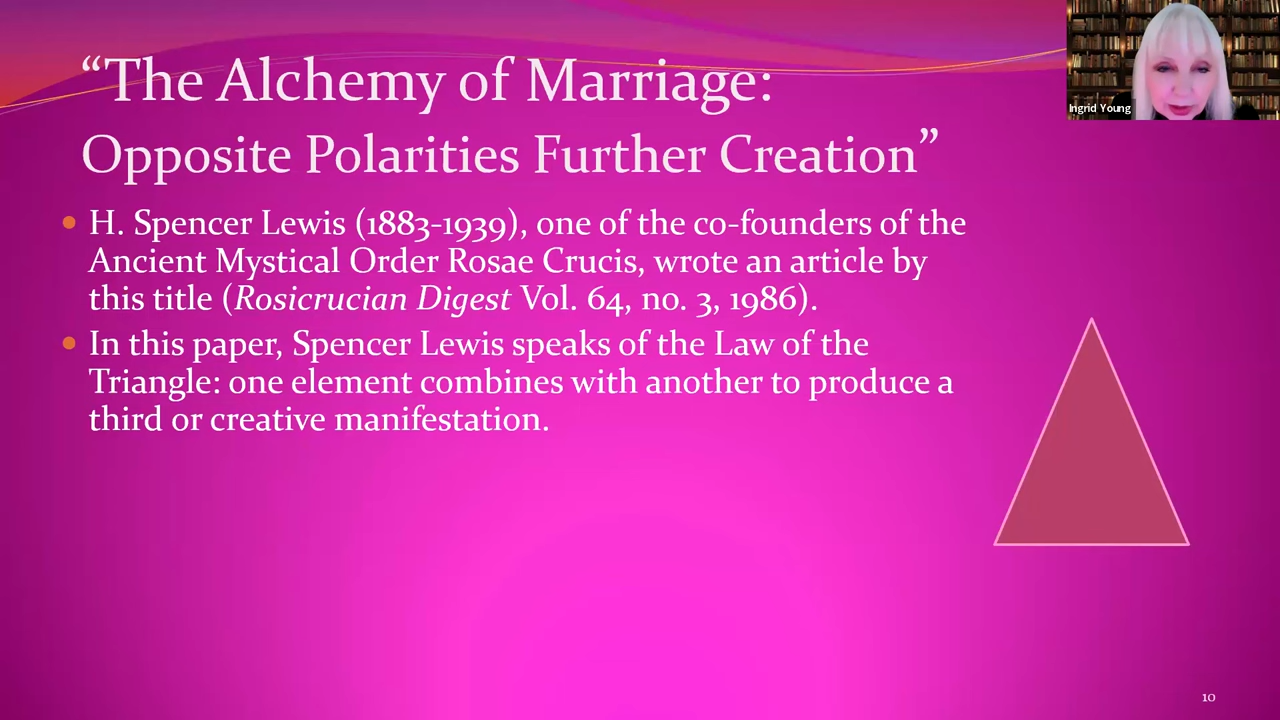 “The Alchemy of Marriage:
Opposite Polarities Further Creation”
Ingrid Young
• H. Spencer Lewis (1883-1939), one of the co-founders of the
Ancient Mystical Order Rosae Crucis, wrote an article by
this title (Rosicrucian Digest Vol. 64, no. 3, 1986).
• In this paper, Spencer Lewis speaks of the Law of the
Triangle: one element combines with another to produce a
third or creative manifestation.
10